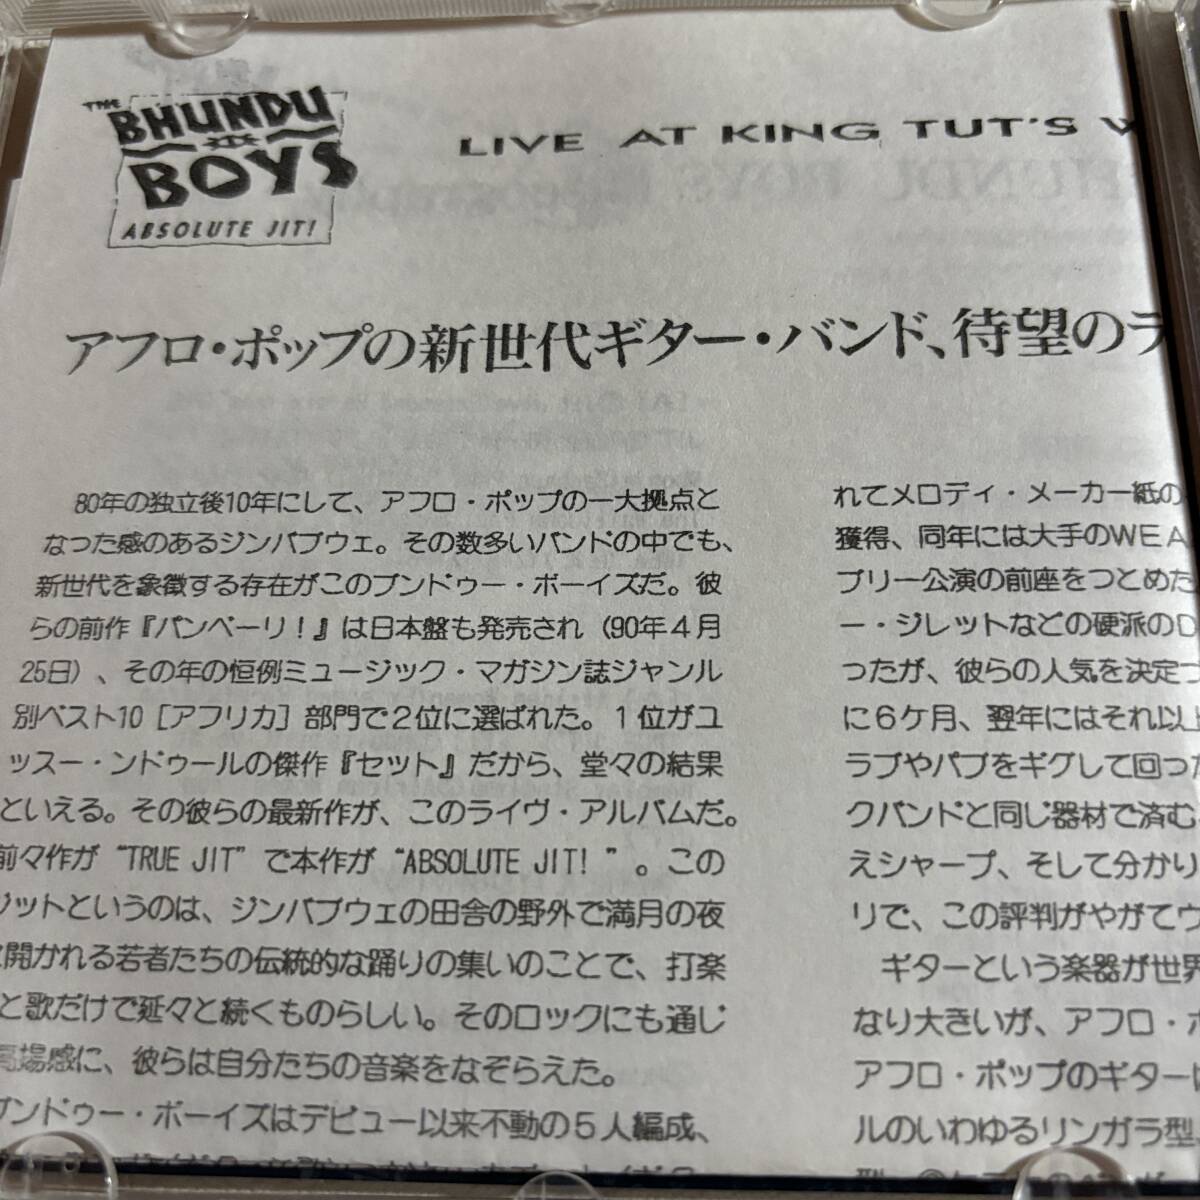 THE
BHUNDU
BOYS
ABSOLUTE JIT!
LIVE AT KING TUT'S W
アフロ・ポップの新世代ギター・バンド、待望のラ
80年の独立後10年にして、アフロ・ポップの一大拠点と
なった感のあるジンバブウェ。その数多いバンドの中でも、
新世代を象徴する存在がこのブンドゥー・ボーイズだ。彼
らの前作『パンベーリ！』は日本盤も発売され（90年４月
25日）、その年の恒例ミュージック・マガジン誌ジャンル
別ベスト10［アフリカ］部門で２位に選ばれた。１位がユ
ッスー・ンドゥールの傑作『セット』だから、堂々の結果
といえる。その彼らの最新作が、このライヴ・アルバムだ。
前々作が“TRUE JIT”で本作が“ABSOLUTE JIT! ”。この
ジットというのは、ジンバブウェの田舎の野外で満月の夜
に開かれる若者たちの伝統的な踊りの集いのことで、打楽
と歌だけで延々と続くものらしい。そのロックにも通じ
高揚感に、彼らは自分たちの音楽をなぞらえた。
ブンドゥー・ボーイズはデビュー以来不動の５人編成、
れてメロディ・メーカー紙の
獲得、同年には大手のＷＥＡ
ブリー公演の前座をつとめた
ー・ジレットなどの硬派のＤ
ったが、彼らの人気を決定づ
に６ケ月、翌年にはそれ以上
ラブやパブをギグして回った
クバンドと同じ器材で済む
えシャープ、そして分かり
リで、この評判がやがてウ
ギターという楽器が世界
なり大きいが、アフロ・ポ
アフロ・ポップのギターに
ルのいわゆるリンガラ型